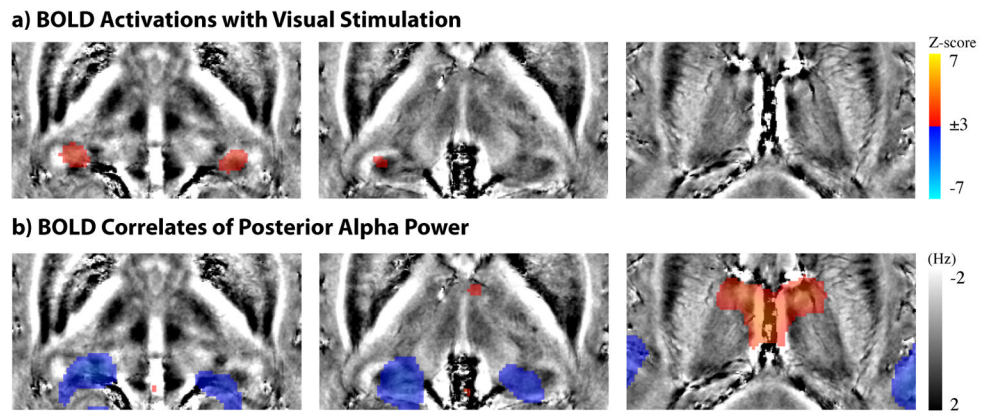 a) BOLD Activations with Visual Stimulation
Z-score
7
±3
-7
b) BOLD Correlates of Posterior Alpha Power
(Hz)
-2
2